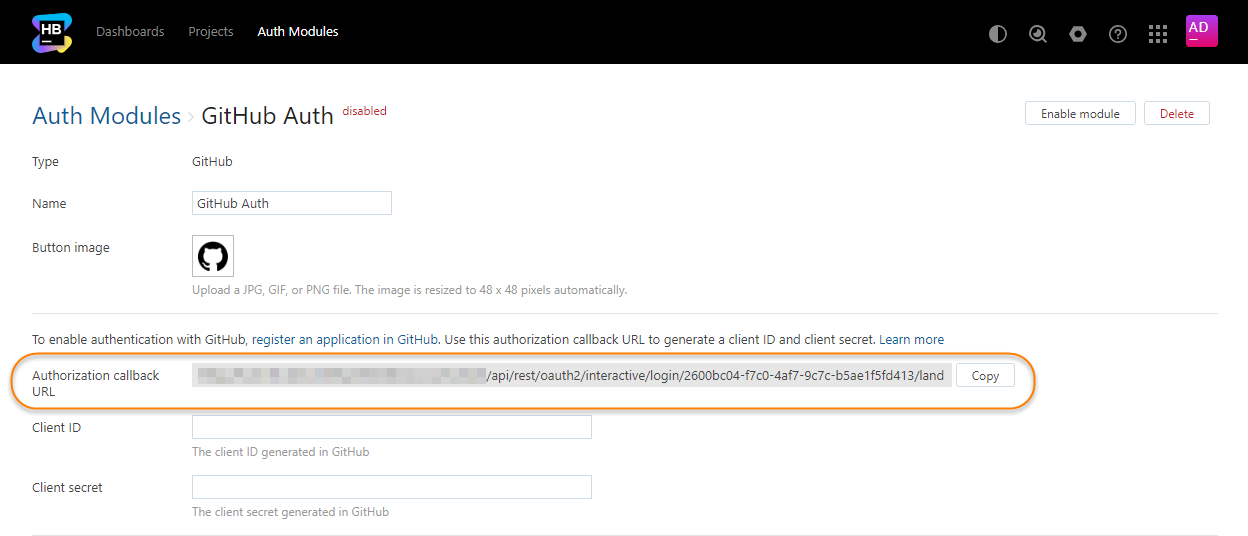 HB
Dashboards Projects Auth Modules
AD
Auth Modules › GitHub Auth disabled
Enable module Delete
Type GitHub
Name GitHub Auth
Button image
Upload a JPG, GIF, or PNG file. The image is resized to 48 x 48 pixels automatically.
To enable authentication with GitHub, register an application in GitHub. Use this authorization callback URL to generate a client ID and client secret. Learn more
Authorization callback
URL
/api/rest/oauth2/interactive/login/2600bc04-f7c0-4af7-9c7c-b5ae1f5fd413/land Copy
Client ID
The client ID generated in GitHub
Client secret
The client secret generated in GitHub